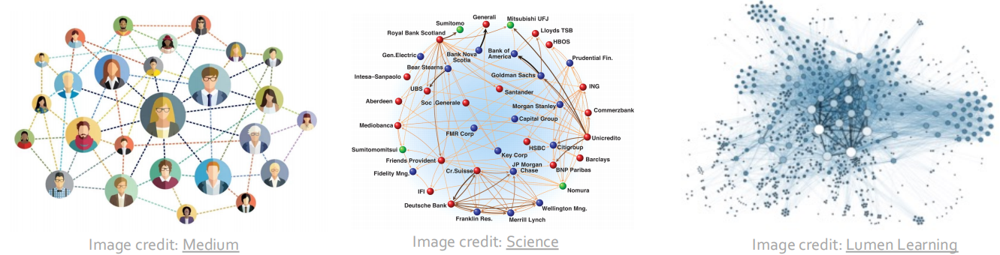 Generali
Mitsubishi UFJ
Sumitomo
Lloyds TSB
Royal Bank Scotland
HBOS
Bank Nova
Scotia
Bank of
America
Gen.Electric
Prudential Fin.
Bear Stearns
Goldman Sachs
Intesa–Sanpaolo
UBS
Santander
ING
Aberdeen
Soc .Generale
Morgan Stanley
Commerzbank
Capital Group
Mediobanca
FMR Corp
Unicredito
HSBC
Citigroup
Sumitomomitsui
Key Corp
Barclays
Friends Provident
JP Morgan
Chase
BNP Paribas
Fidelity Mng.
Cr.Suisse
Nomura
IFI
Deutsche Bank
Wellington Mng.
Franklin Res.
Merrill Lynch
Image credit: Medium
Image credit: Science
Image credit: Lumen Learning